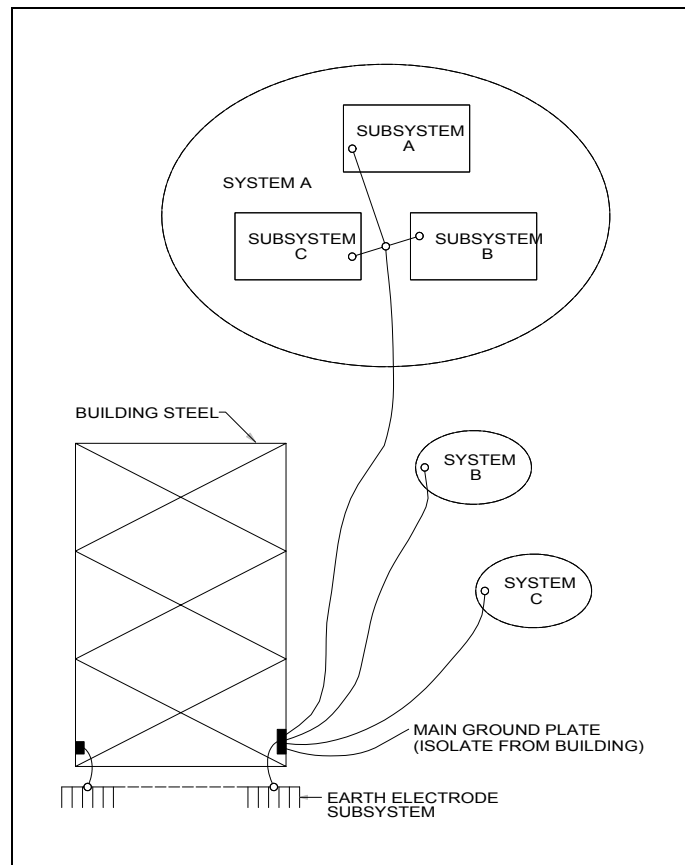 SUBSYSTEM
A
SYSTEM A
SUBSYSTEM
C
SUBSYSTEM
B
BUILDING STEEL
SYSTEM
B
SYSTEM
C
MAIN GROUND PLATE
(ISOLATE FROM BUILDING)
EARTH ELECTRODE
SUBSYSTEM